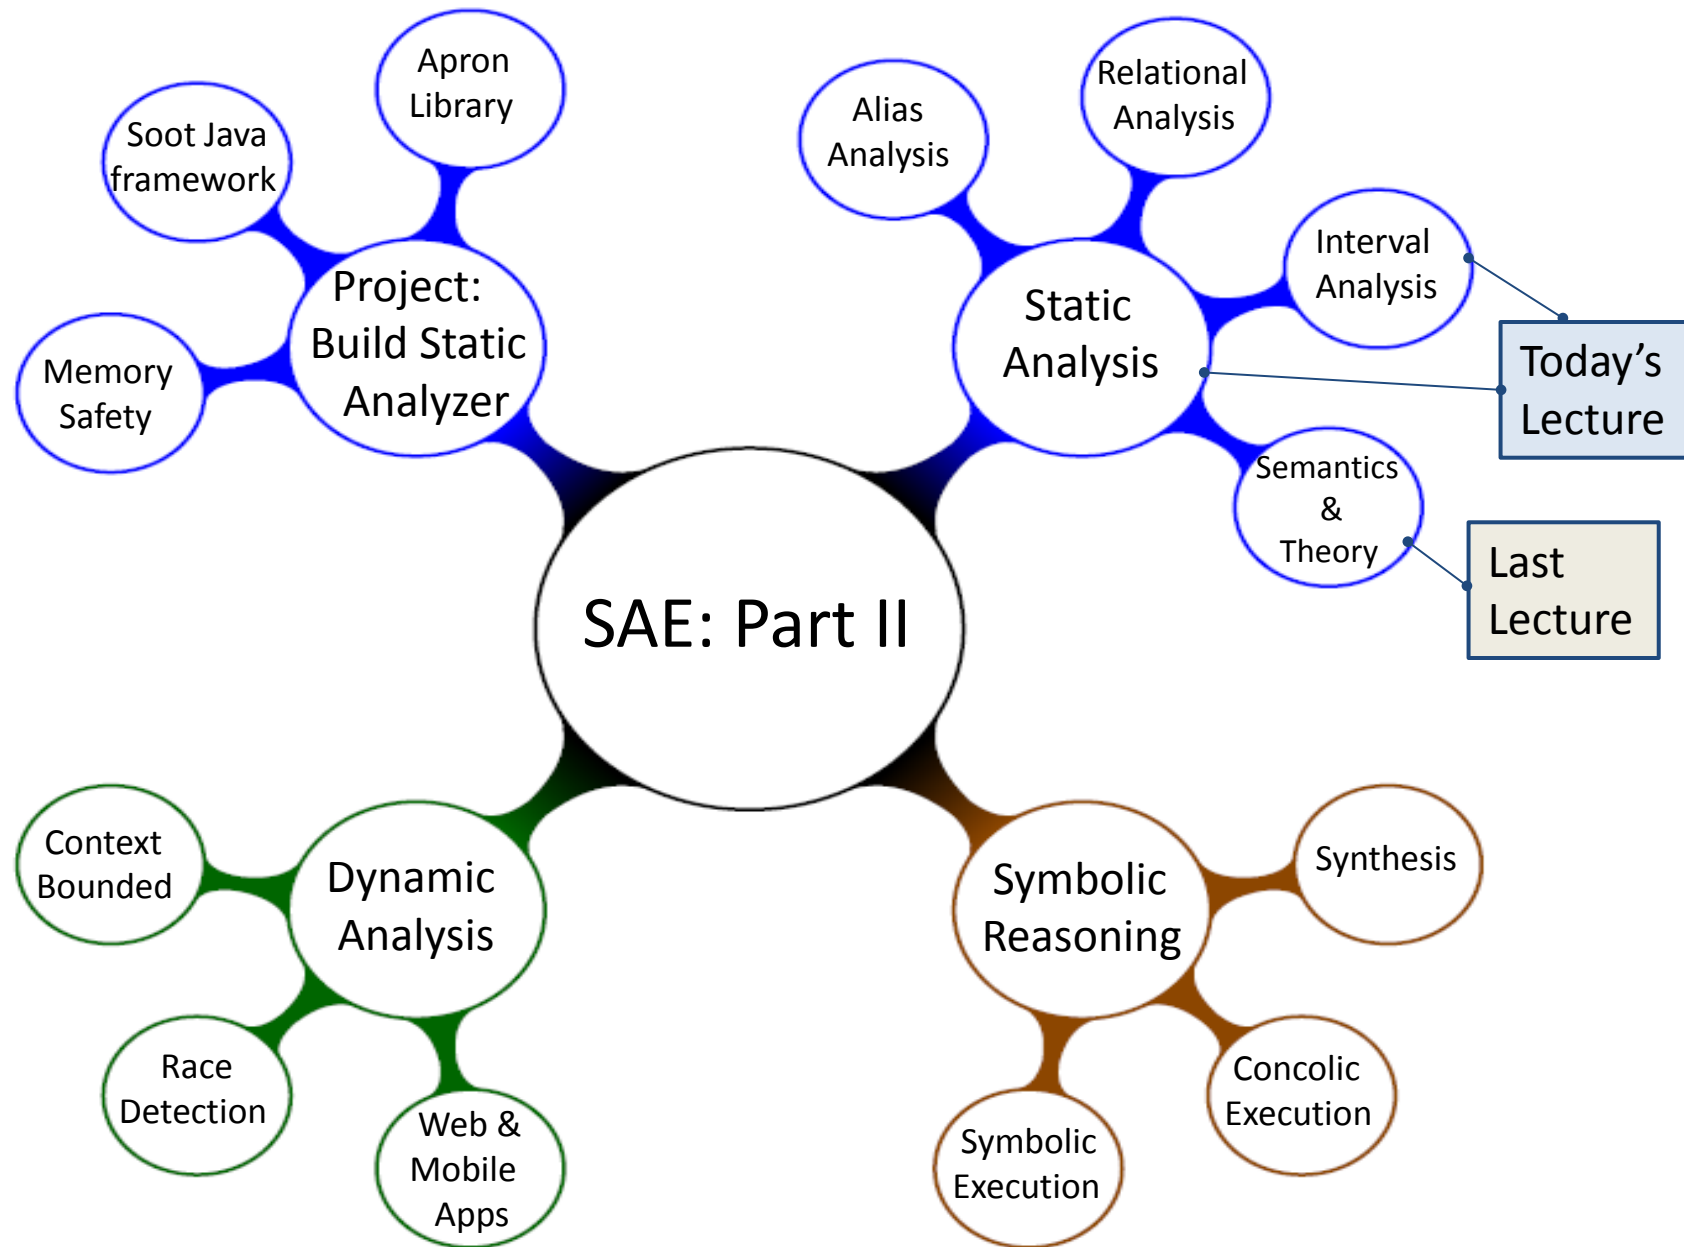 Apron
Library
Soot Java
framework
Memory
Safety
Project:
Build Static
Analyzer
Alias
Analysis
Relational
Analysis
Interval
Analysis
Static
Analysis
Semantics
&
Theory
Today’s
Lecture
Last
Lecture
SAE: Part II
Context
Bounded
Dynamic
Analysis
Race
Detection
Web &
Mobile
Apps
Symbolic
Reasoning
Synthesis
Concolic
Execution
Symbolic
Execution